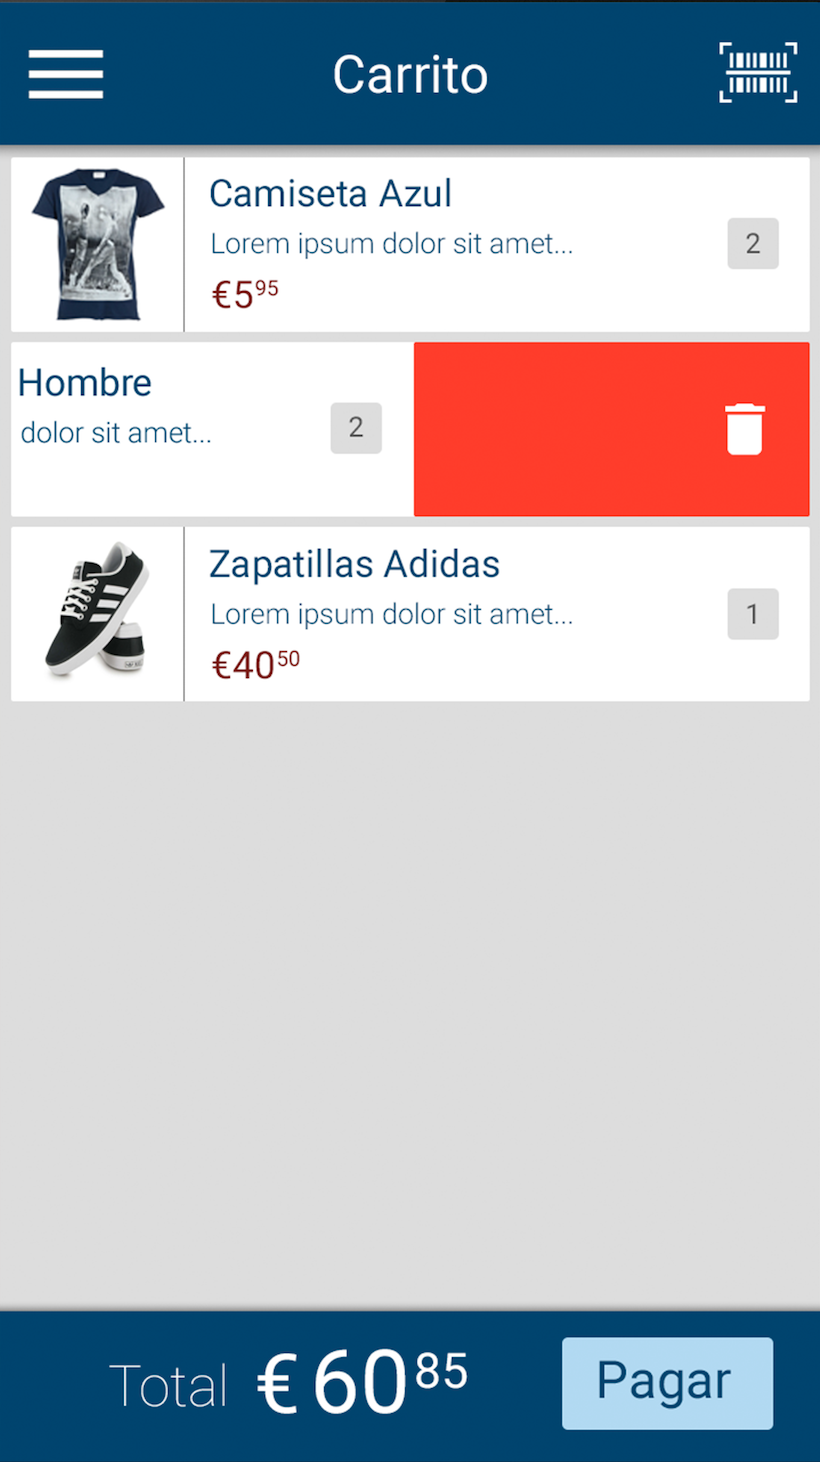 Carrito
Camiseta Azul
Lorem ipsum dolor sit amet...
2
€595
Hombre
dolor sit amet...
2
Zapatillas Adidas
Lorem ipsum dolor sit amet...
1
€4050
Total €6085
Pagar